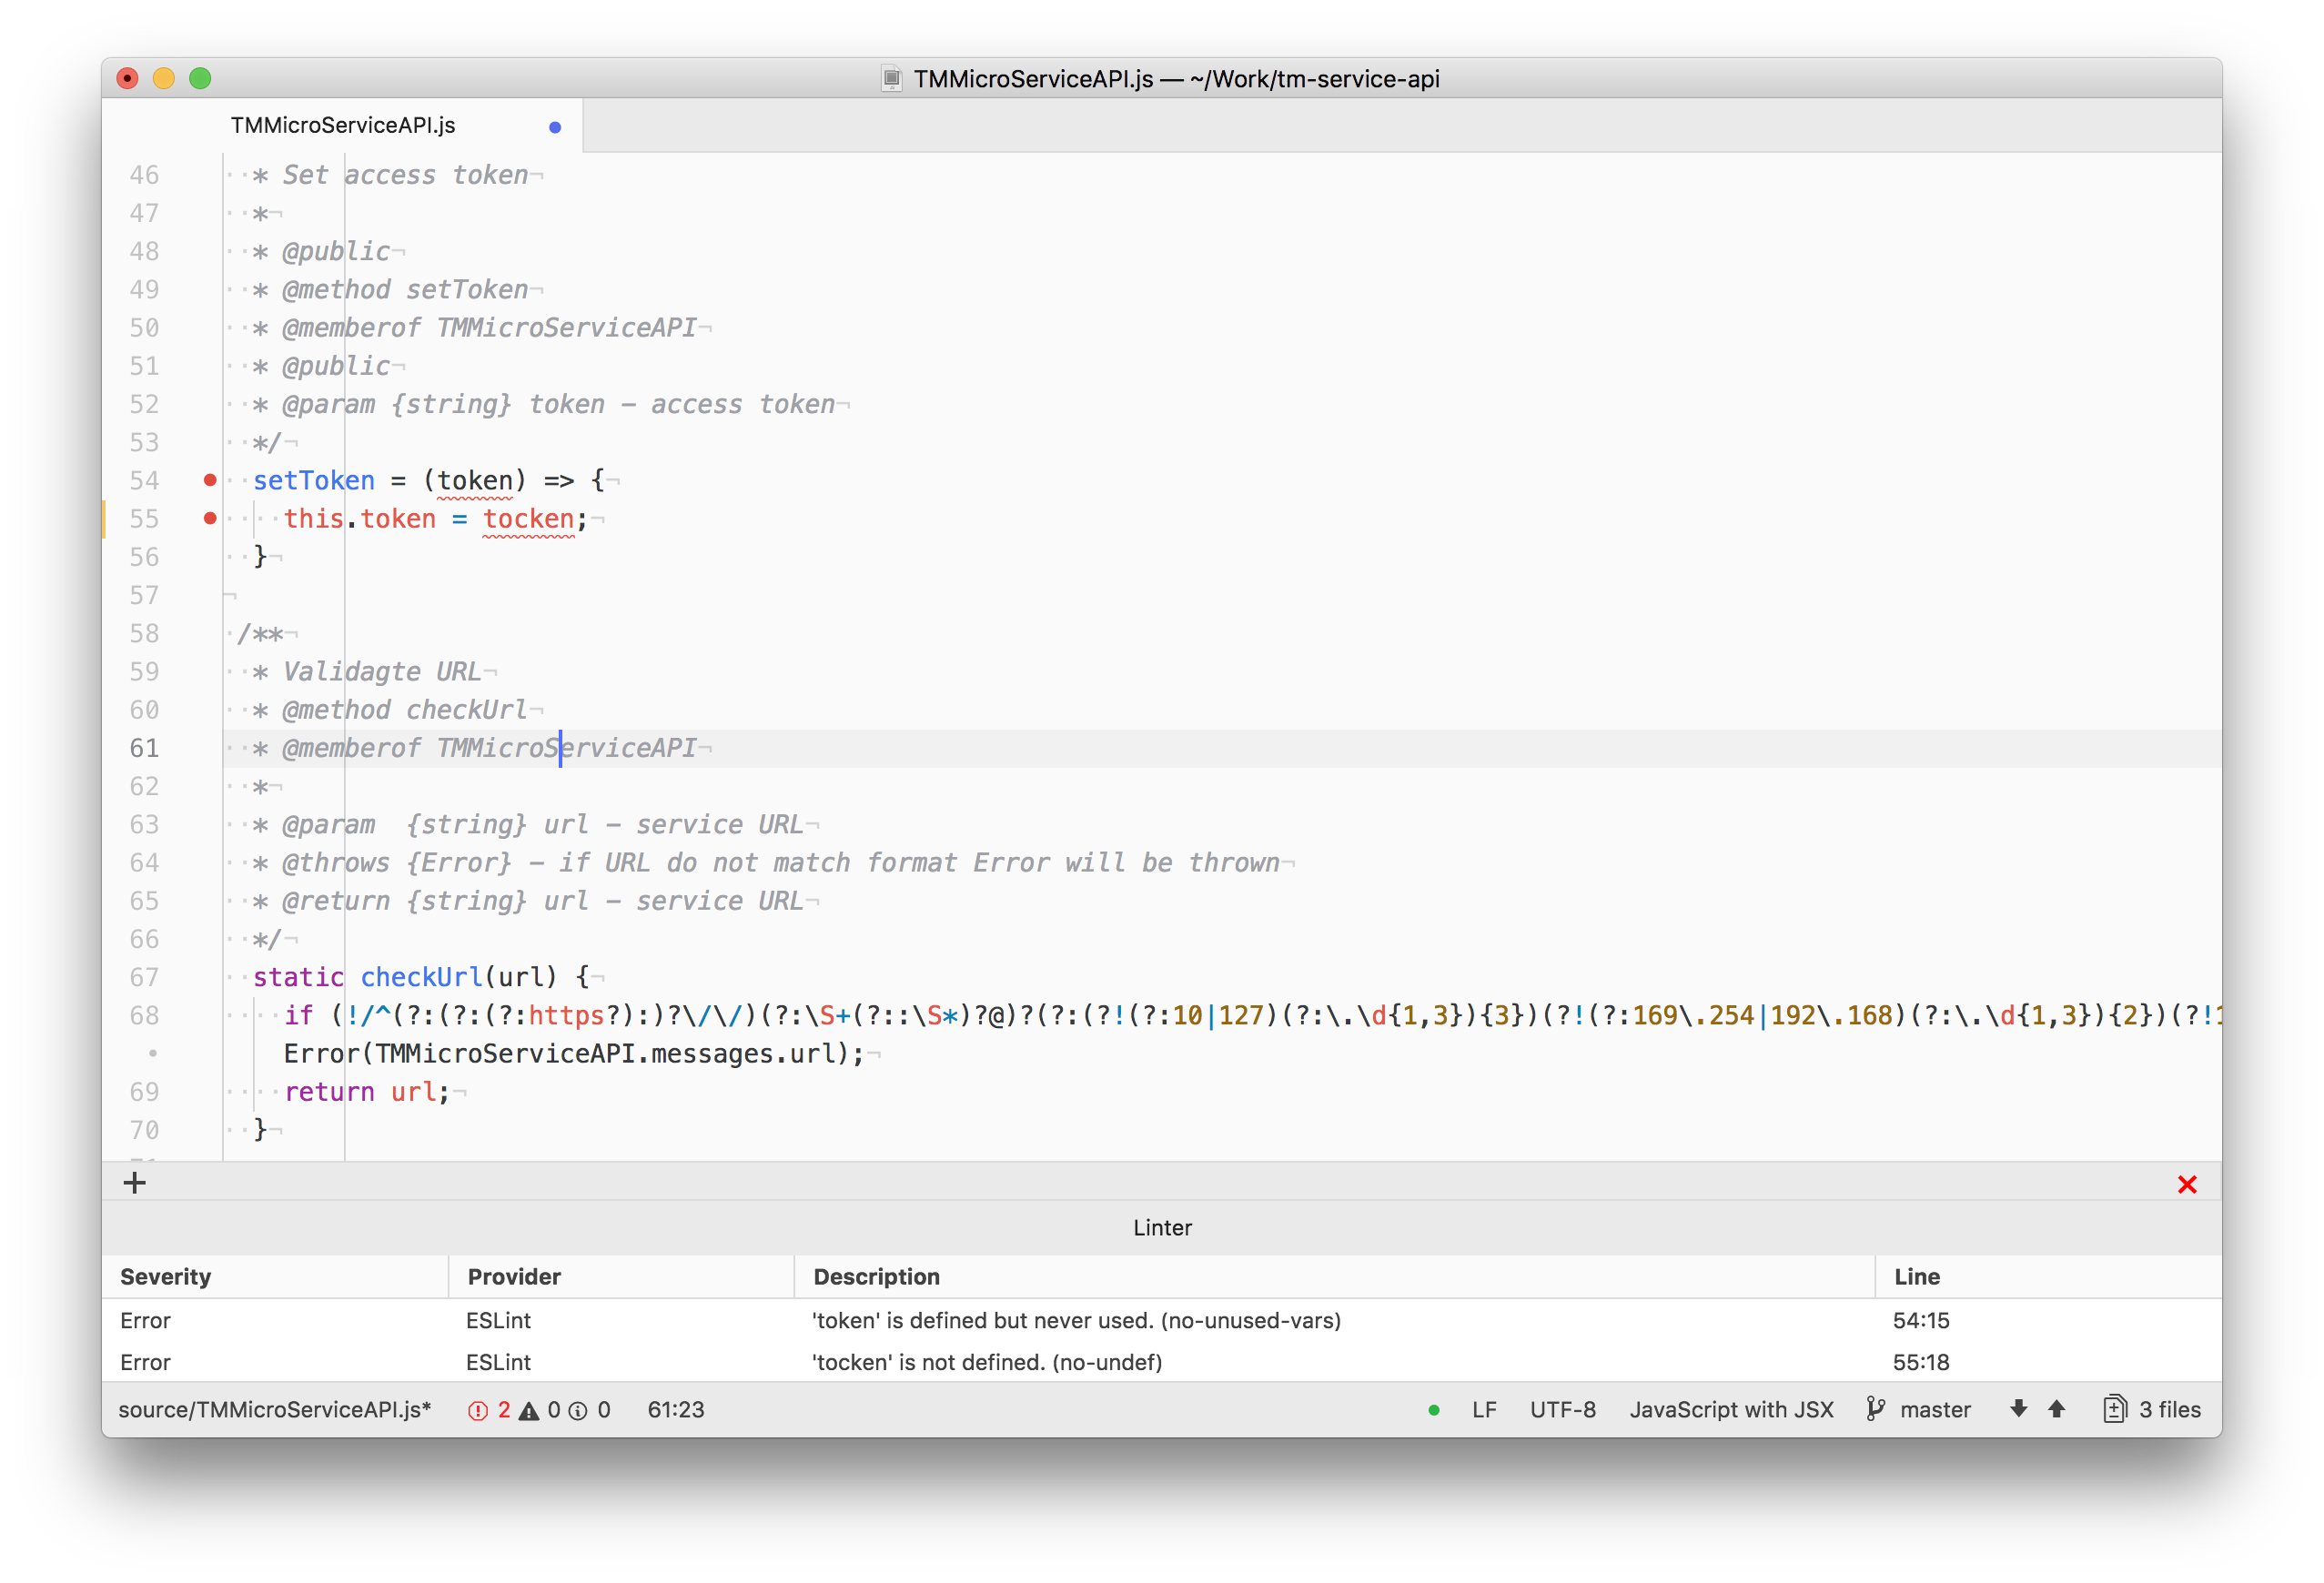 TMMicroServiceAPI.js — ~/Work/tm-service-api
TMMicroServiceAPI.js
46 * Set access token
47 *
48 * @public
49 * @method setToken
50 * @memberof TMMicroServiceAPI
51 * @public
52 * @param {string} token - access token
53 */
54 setToken = (token) => {
55 this.token = tocken;
56 }
57
58 /**
59 * Validagte URL
60 * @method checkUrl
61 * @memberof TMMicroServiceAPI
62 *
63 * @param  {string} url - service URL
64 * @throws {Error} - if URL do not match format Error will be thrown
65 * @return {string} url - service URL
66 */
67 static checkUrl(url) {
68 if (!/^(?:(?:(?:https?):)?\/\/)(?:\S+(?::\S*)?@)?(?:(?!(?:10|127)(?:\.\d{1,3}){3})(?!(?:169\.254|192\.168)(?:\.\d{1,3}){2})(?!1
• Error(TMMicroServiceAPI.messages.url);
69 return url;
70 }
Linter
Severity Provider Description Line
Error ESLint 'token' is defined but never used. (no-unused-vars) 54:15
Error ESLint 'tocken' is not defined. (no-undef) 55:18
source/TMMicroServiceAPI.js* 2 0 0 61:23 LF UTF-8 JavaScript with JSX master 3 files